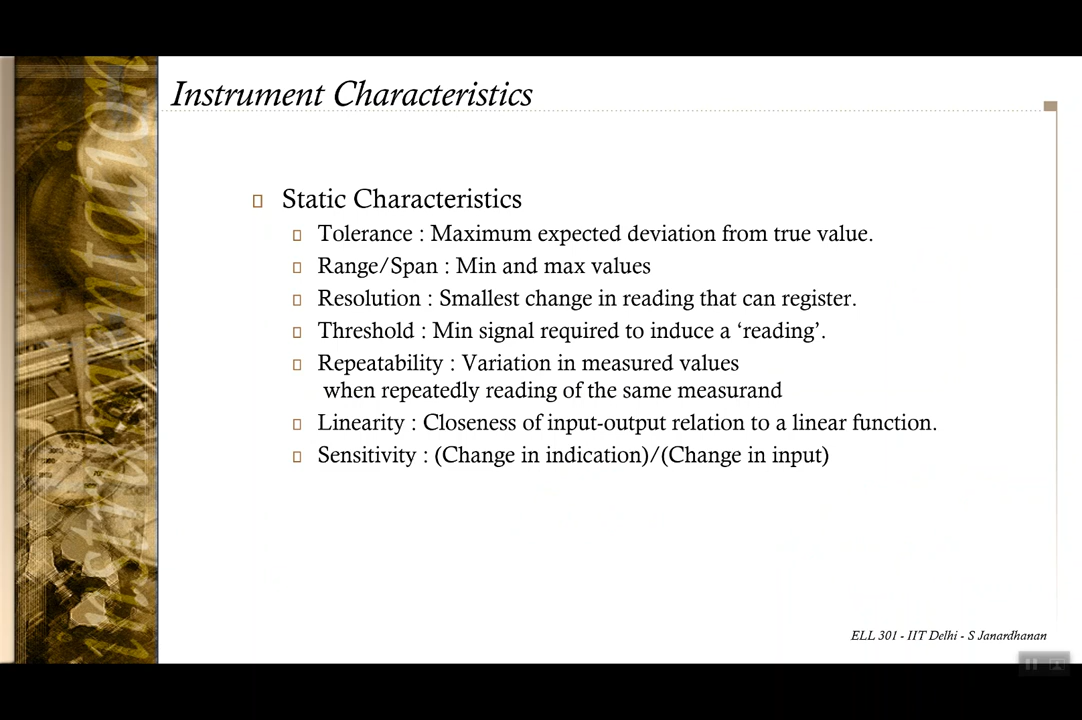 Instrument Characteristics
Static Characteristics
Tolerance : Maximum expected deviation from true value.
Range/Span : Min and max values
Resolution : Smallest change in reading that can register.
Threshold : Min signal required to induce a ‘reading’.
Repeatability : Variation in measured values
when repeatedly reading of the same measurand
Linearity : Closeness of input-output relation to a linear function.
Sensitivity : (Change in indication)/(Change in input)
ELL 301 - IIT Delhi - S Janardhanan
instrumentation